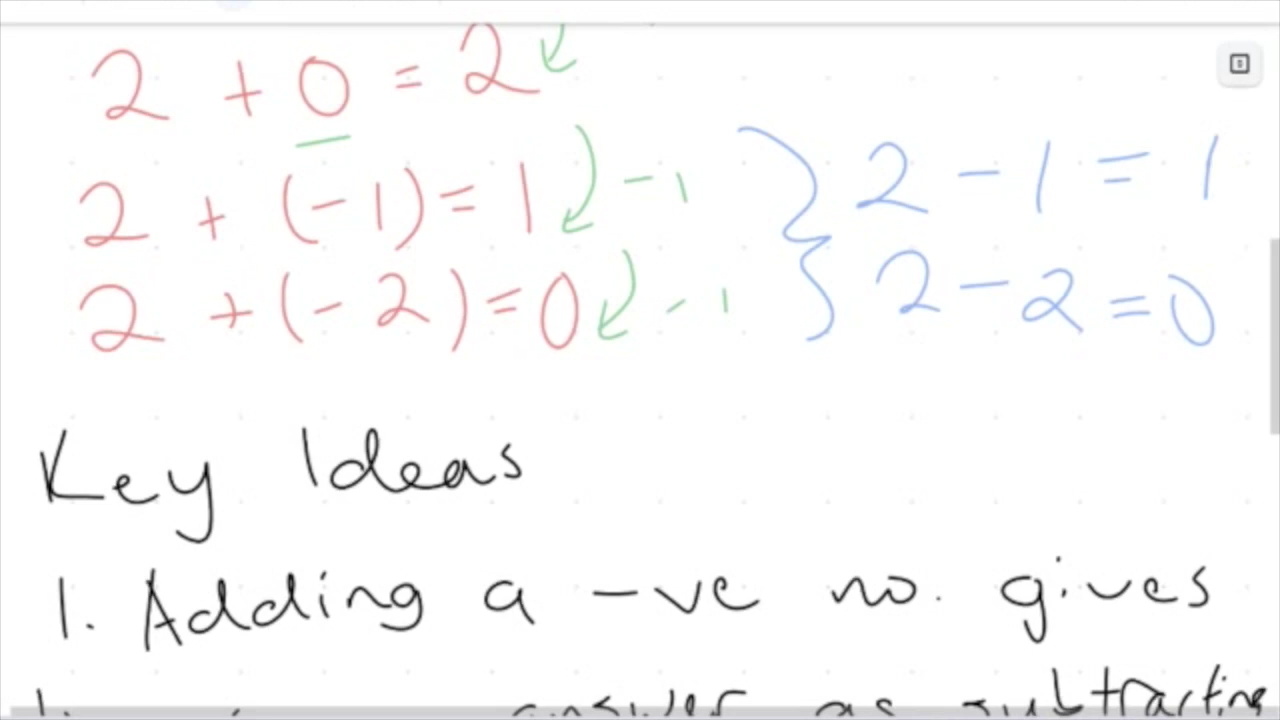 2 + 0 = 2
2 + (-1) = 1 -1 2 - 1 = 1
2 + (-2) = 0 -1 2 - 2 = 0
Key Ideas
1. Adding a -ve no. gives
answer as subtracting